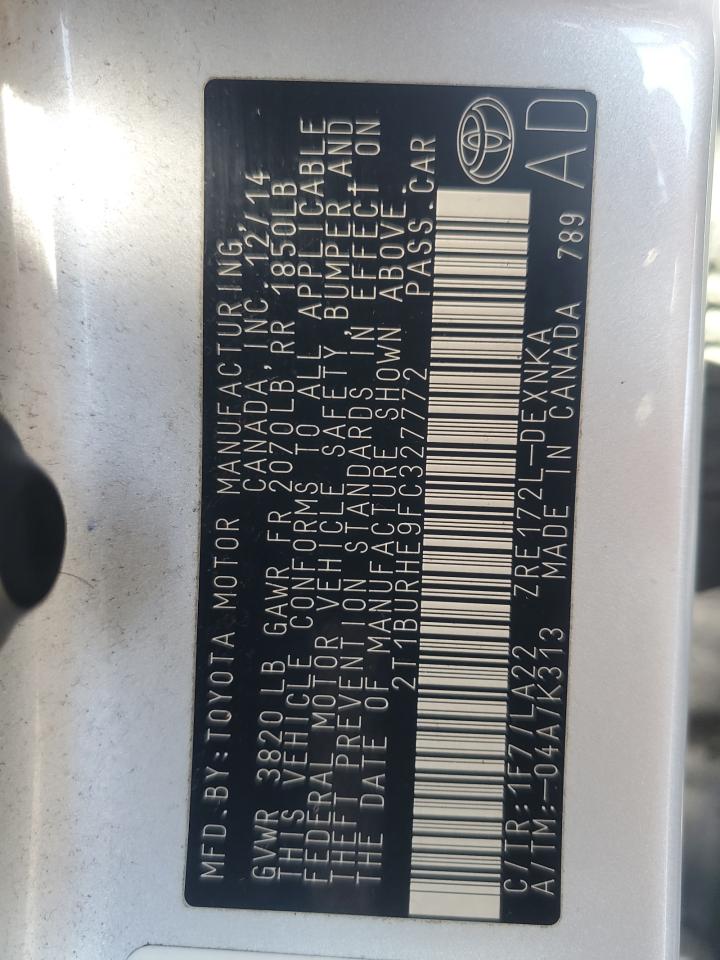 MFD. BY: TOYOTA MOTOR MANUFACTURING,
CANADA, INC. 12/14
GVWR 3820LB GAWR FR 2070LB, RR 1850LB
THIS VEHICLE CONFORMS TO ALL APPLICABLE
FEDERAL MOTOR VEHICLE SAFETY, BUMPER, AND
THEFT PREVENTION STANDARDS IN EFFECT ON
THE DATE OF MANUFACTURE SHOWN ABOVE.
2T1BURHE9FC327772 PASS.CAR
C/TR:1F7/LA22 ZRE172L-DEXNKA
A/TM:-04A/K313 MADE IN CANADA 789
AD